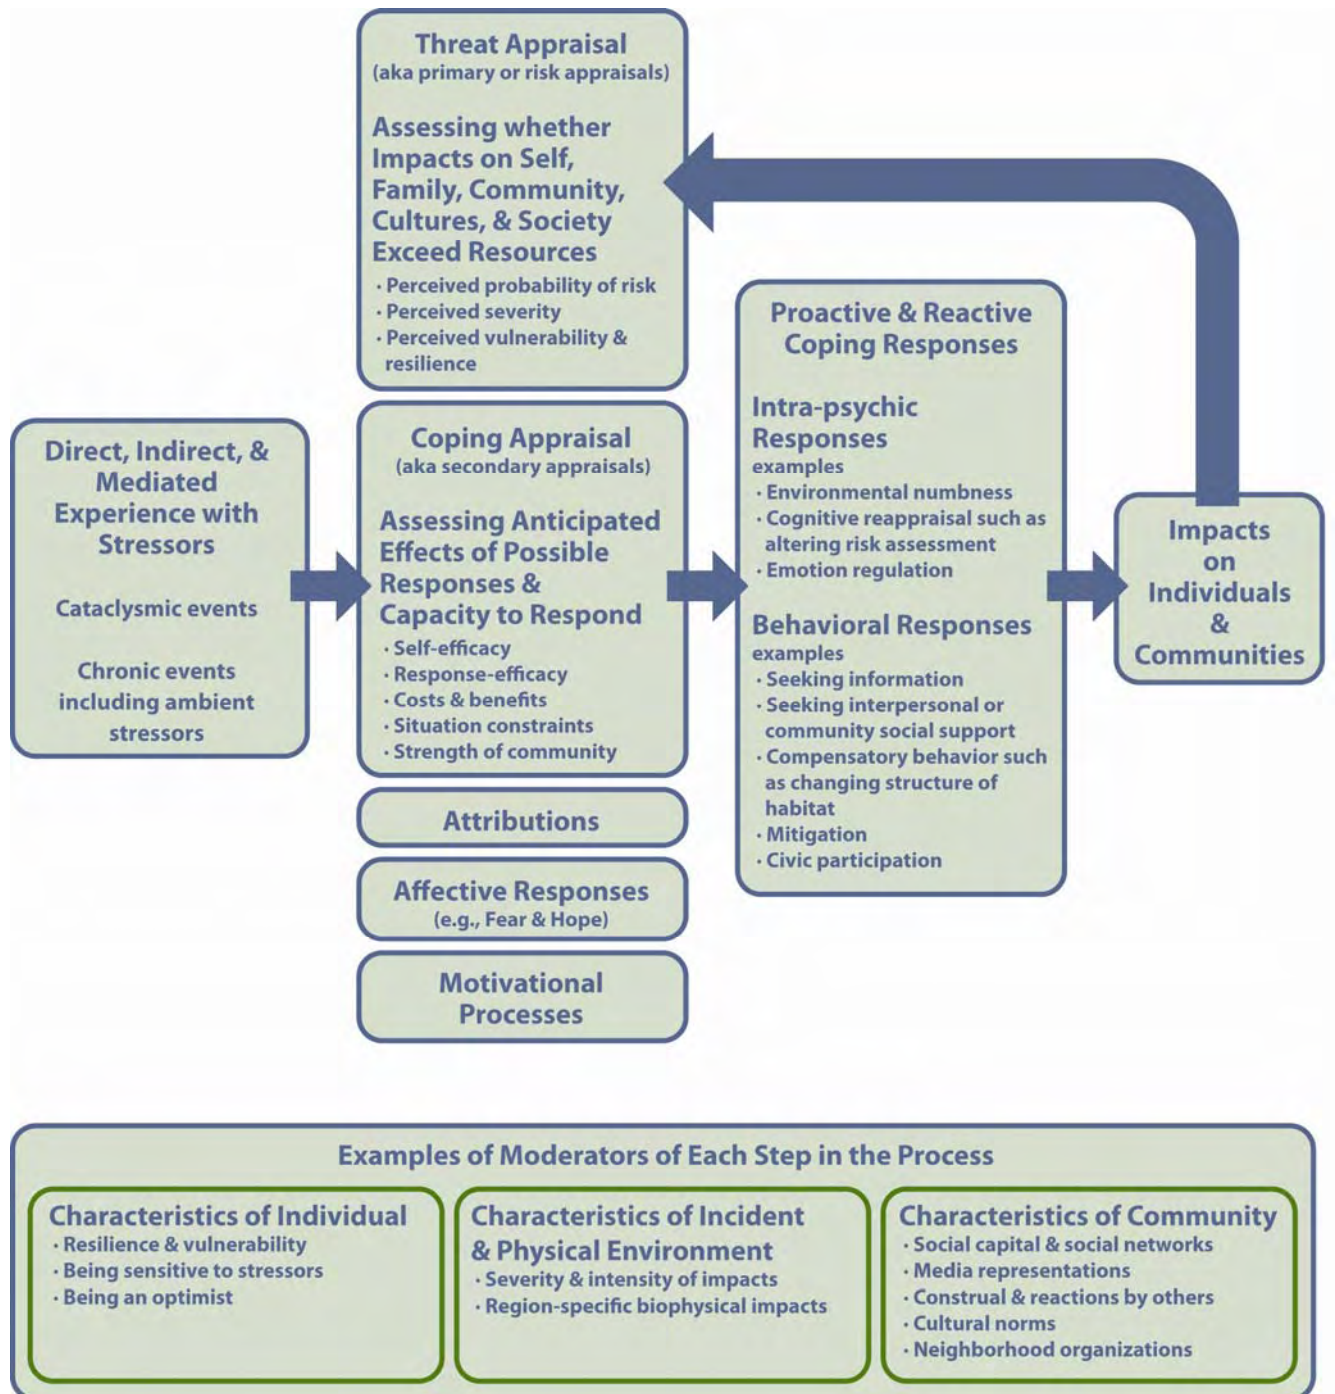 Threat Appraisal
(aka primary or risk appraisals)
Assessing whether
Impacts on Self,
Family, Community,
Cultures, & Society
Exceed Resources
· Perceived probability of risk
· Perceived severity
· Perceived vulnerability &
resilience
Direct, Indirect, &
Mediated
Experience with
Stressors
Cataclysmic events
Chronic events
including ambient
stressors
Coping Appraisal
(aka secondary appraisals)
Assessing Anticipated
Effects of Possible
Responses &
Capacity to Respond
· Self-efficacy
· Response-efficacy
· Costs & benefits
· Situation constraints
· Strength of community
Attributions
Affective Responses
(e.g., Fear & Hope)
Motivational
Processes
Proactive & Reactive
Coping Responses
Intra-psychic
Responses
examples
· Environmental numbness
· Cognitive reappraisal such as
altering risk assessment
· Emotion regulation
Behavioral Responses
examples
· Seeking information
· Seeking interpersonal or
community social support
· Compensatory behavior such
as changing structure of
habitat
· Mitigation
· Civic participation
Impacts
on
Individuals
&
Communities
Examples of Moderators of Each Step in the Process
Characteristics of Individual
· Resilience & vulnerability
· Being sensitive to stressors
· Being an optimist
Characteristics of Incident
& Physical Environment
· Severity & intensity of impacts
· Region-specific biophysical impacts
Characteristics of Community
· Social capital & social networks
· Media representations
· Construal & reactions by others
· Cultural norms
· Neighborhood organizations